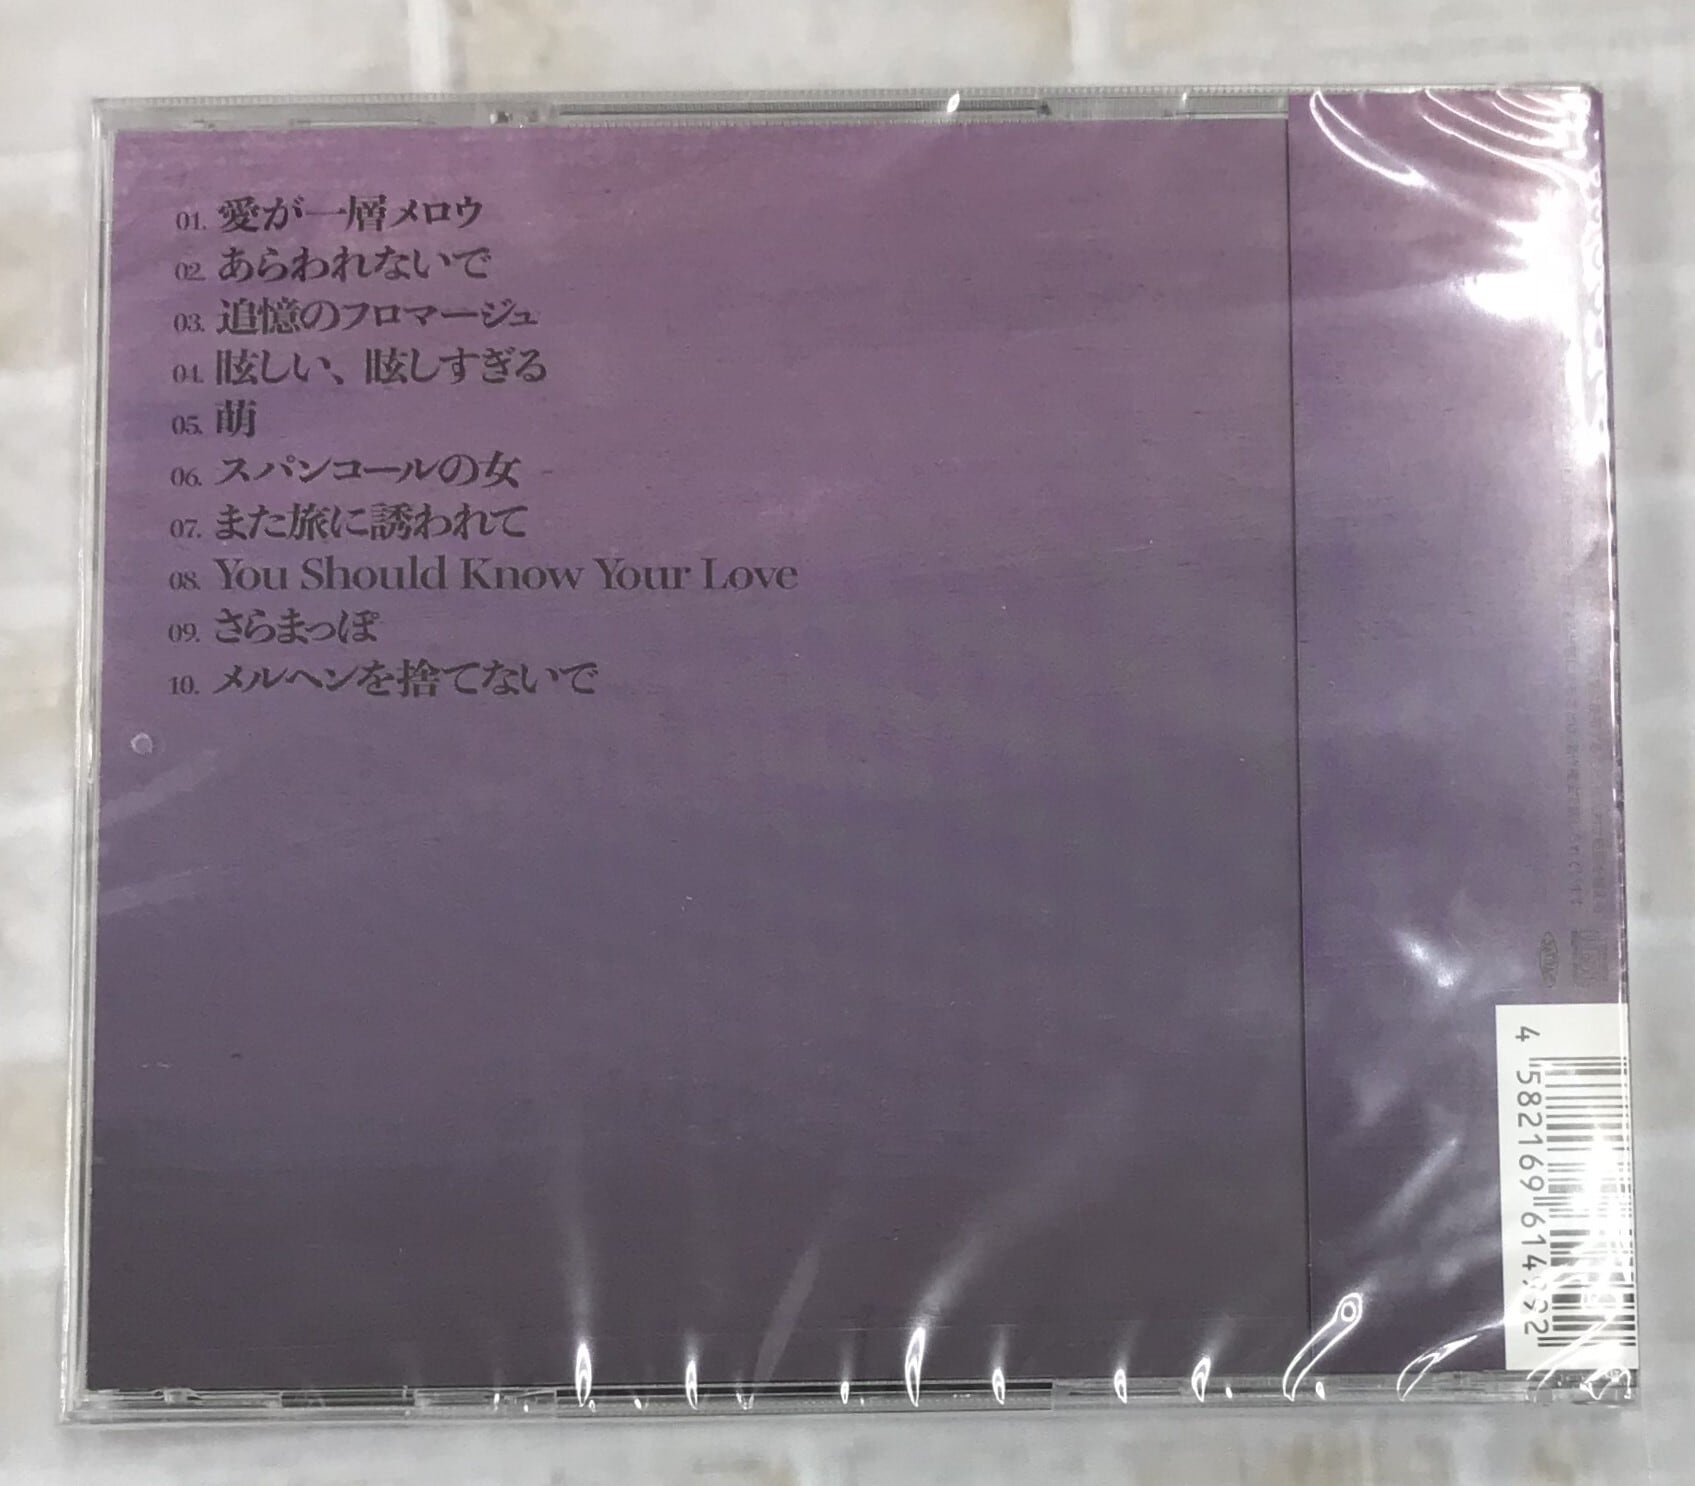 01. 愛が一層メロウ
02. あらわれないで
03. 追憶のフロマージュ
04. 眩しい、眩しすぎる
05. 萌
06. スパンコールの女
07. また旅に誘われて
08. You Should Know Your Love
09. さらまっぽ
10. メルヘンを捨てないで
4 582169 614992